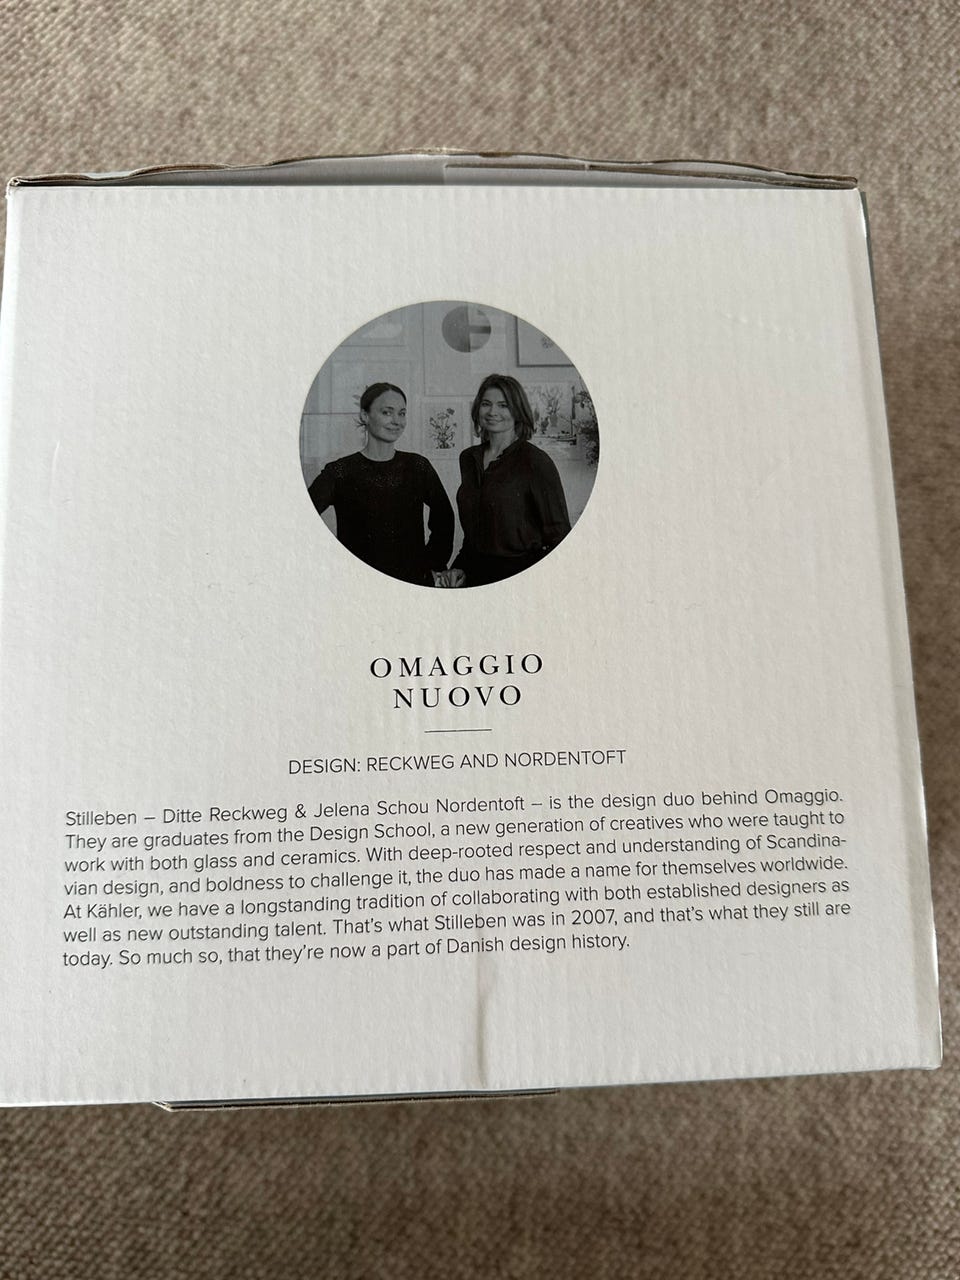 OMAGGIO
NUOVO
DESIGN: RECKWEG AND NORDENTOFT
Stilleben – Ditte Reckweg & Jelena Schou Nordentoft – is the design duo behind Omaggio.
They are graduates from the Design School, a new generation of creatives who were taught to
work with both glass and ceramics. With deep-rooted respect and understanding of Scandina-
vian design, and boldness to challenge it, the duo has made a name for themselves worldwide.
At Kähler, we have a longstanding tradition of collaborating with both established designers as
well as new outstanding talent. That's what Stilleben was in 2007, and that's what they still are
today. So much so, that they're now a part of Danish design history.